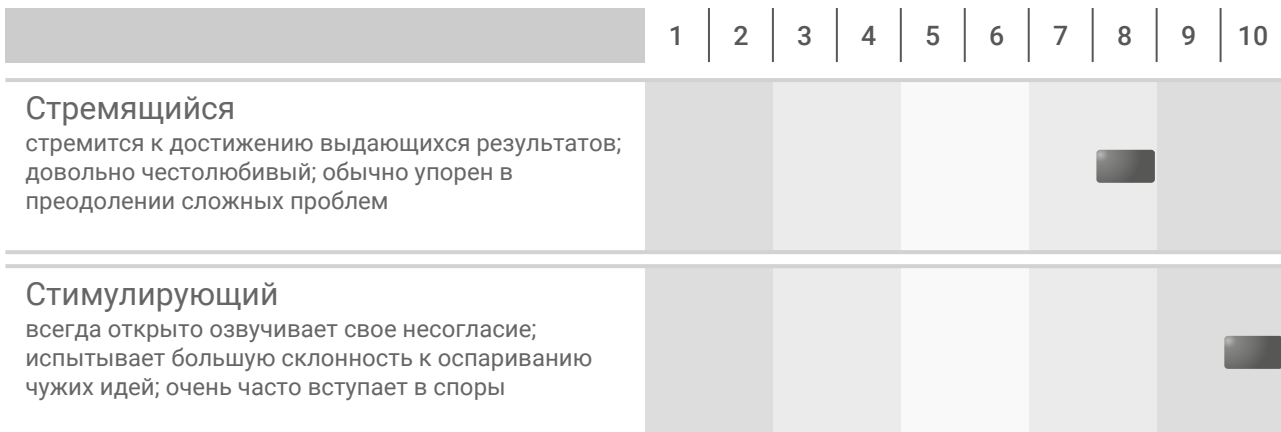 1 2 3 4 5 6 7 8 9 10
Стремящийся
стремится к достижению выдающихся результатов;
довольно честолюбивый; обычно упорен в
преодолении сложных проблем
Стимулирующий
всегда открыто озвучивает свое несогласие;
испытывает большую склонность к оспариванию
чужих идей; очень часто вступает в споры